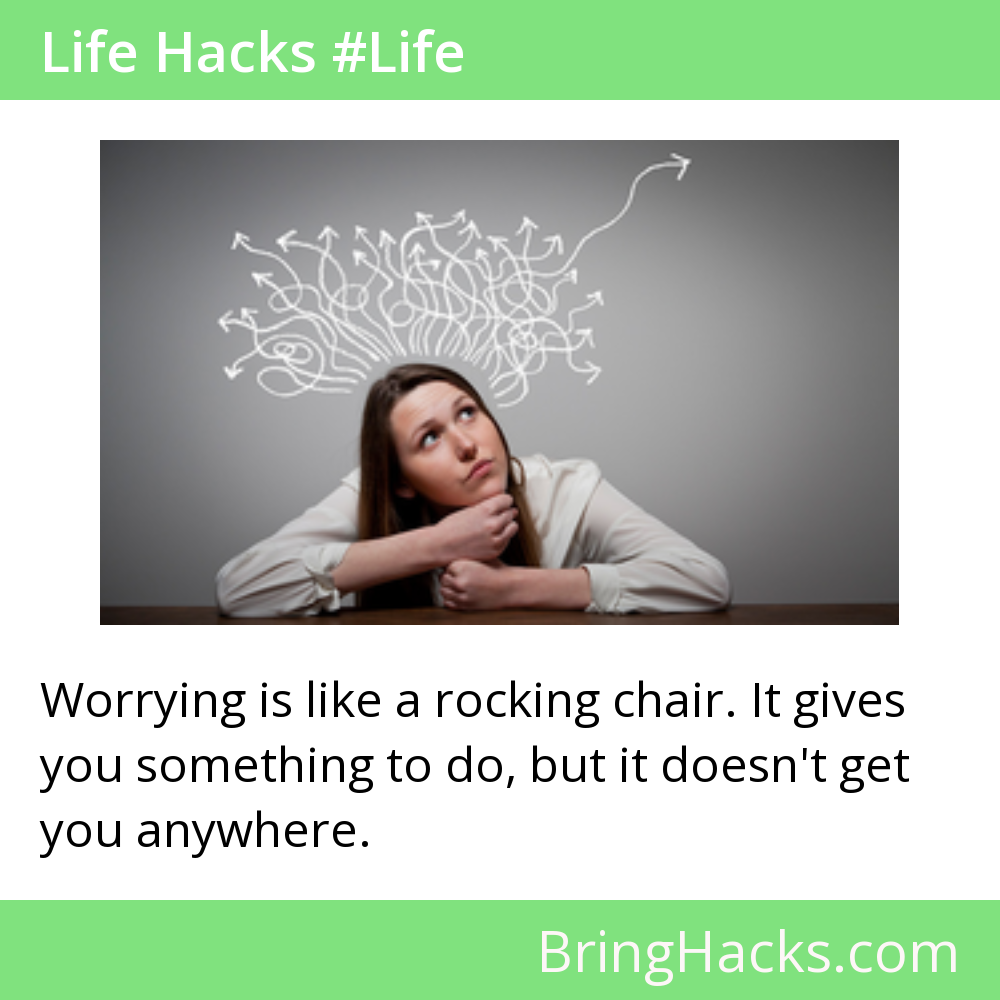 Life Hacks #Life
Worrying is like a rocking chair. It gives
you something to do, but it doesn't get
you anywhere.
BringHacks.com